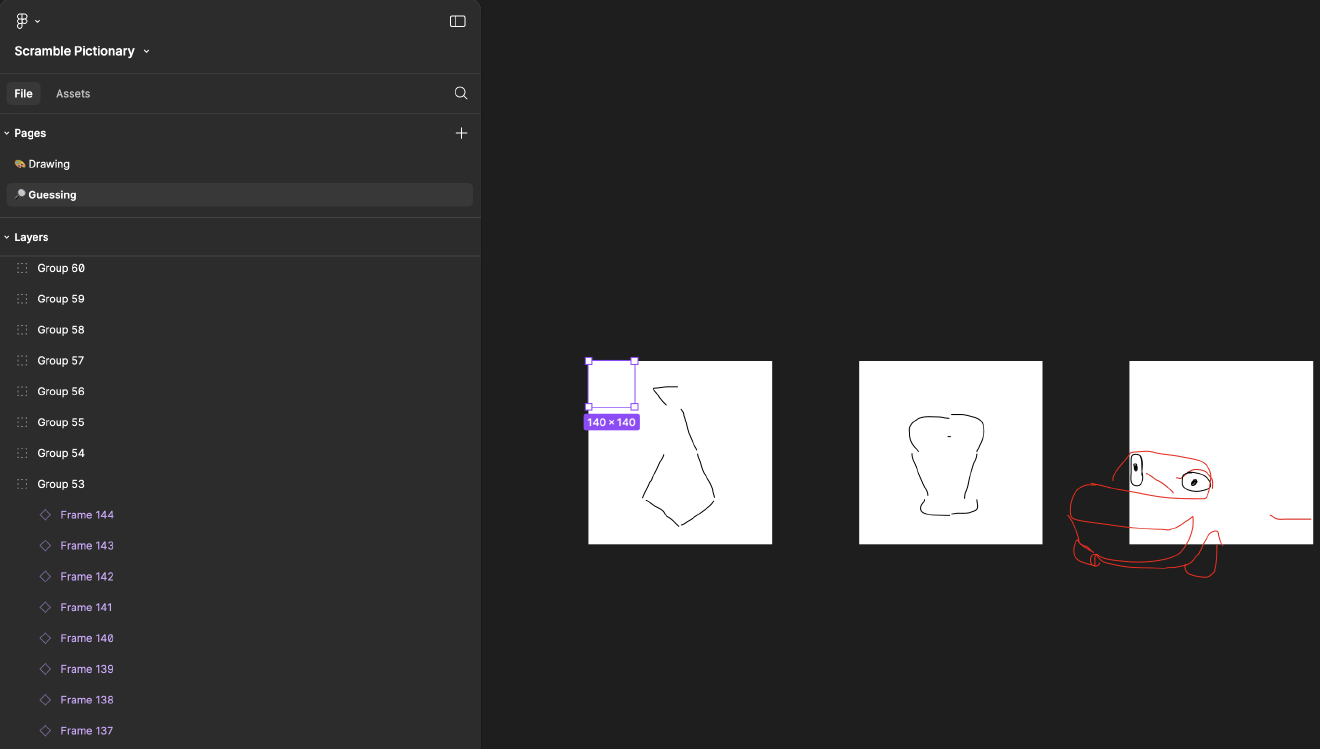 Scramble Pictionary
File Assets
Pages
Drawing
Guessing
Layers
Group 60
Group 59
Group 58
Group 57
Group 56
Group 55
Group 54
Group 53
Frame 144
Frame 143
Frame 142
Frame 141
Frame 140
Frame 139
Frame 138
Frame 137
140 × 140